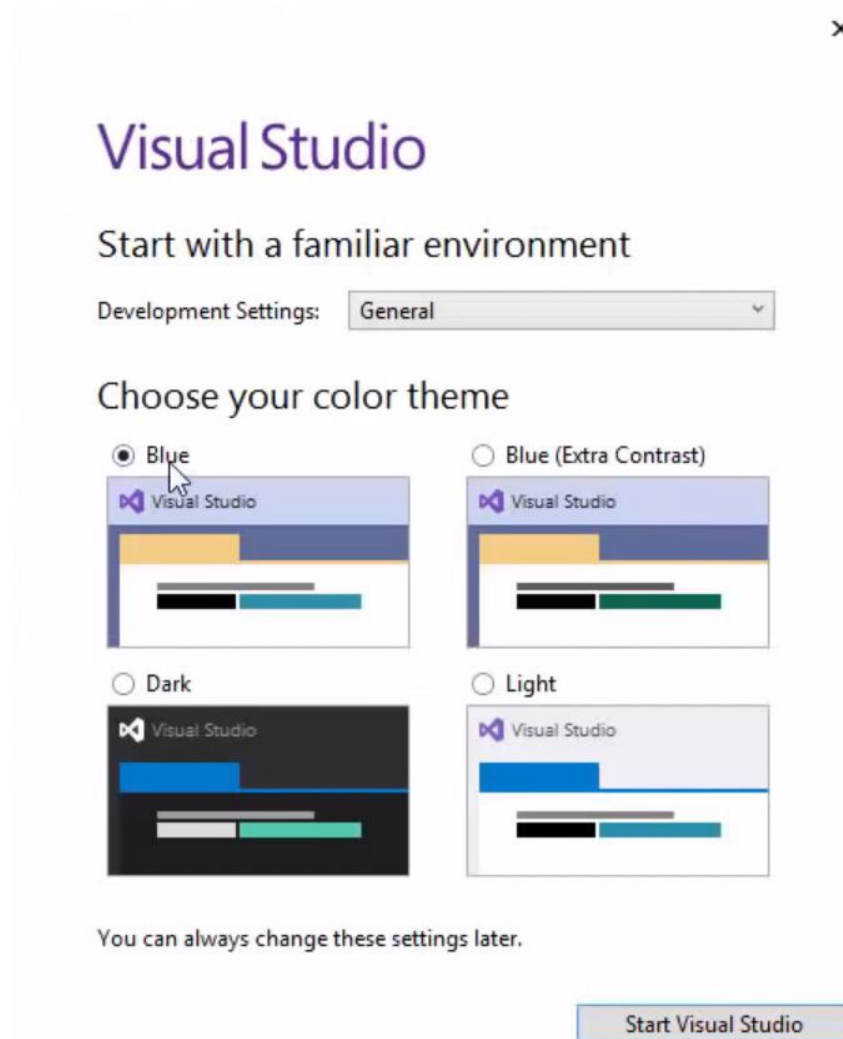 Visual Studio
Start with a familiar environment
Development Settings: General
Choose your color theme
Blue Blue (Extra Contrast)
Visual Studio Visual Studio
Dark Light
Visual Studio Visual Studio
You can always change these settings later.
Start Visual Studio